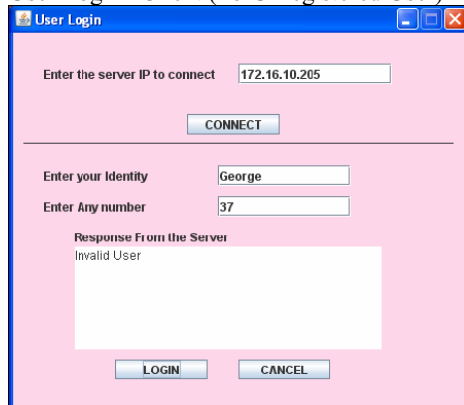 User Login
Enter the server IP to connect 172.16.10.205
CONNECT
Enter your Identity George
Enter Any number 37
Response From the Server
Invalid User
LOGIN CANCEL